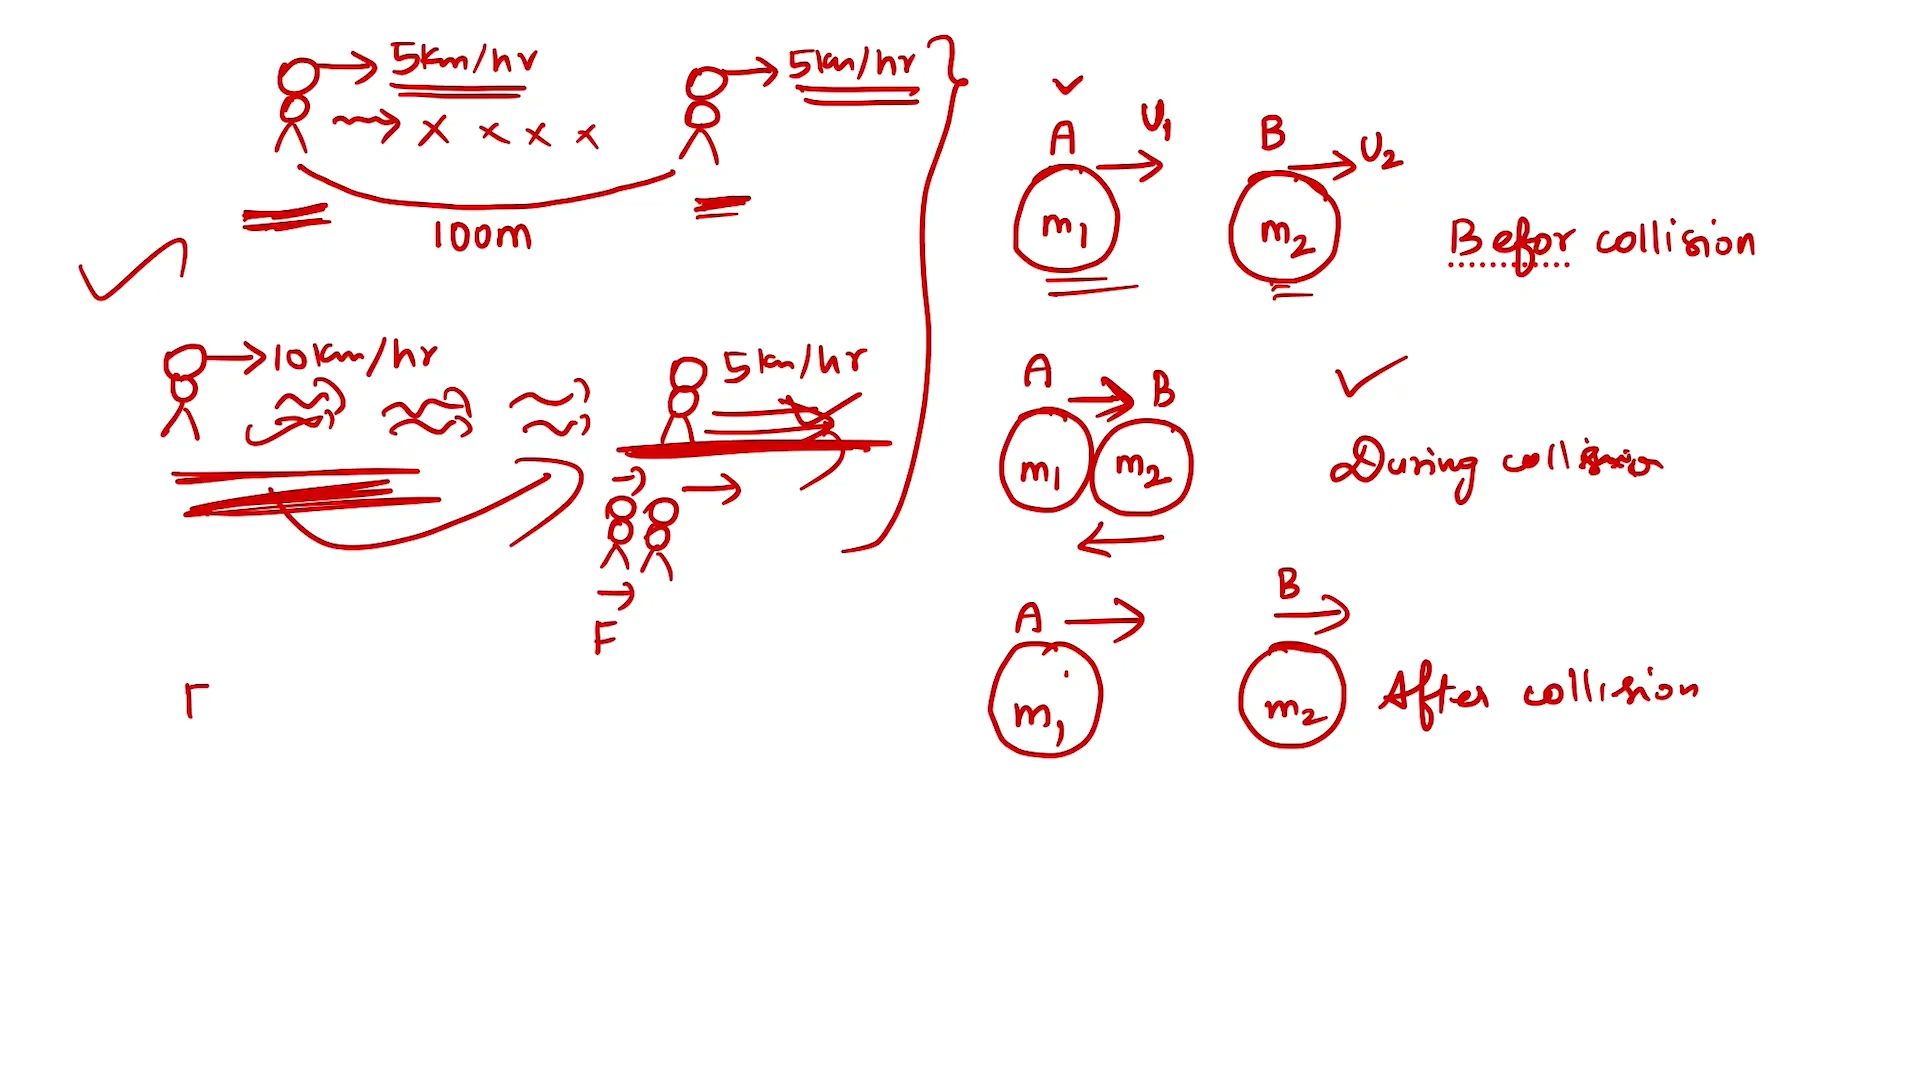 5km/hr
5km/hr
x x x x
100m
10km/hr
5km/hr
F
A U1 B U2
m1 m2
Befor collision
A B
m1 m2
During collision
A B
m1 m2
After collision